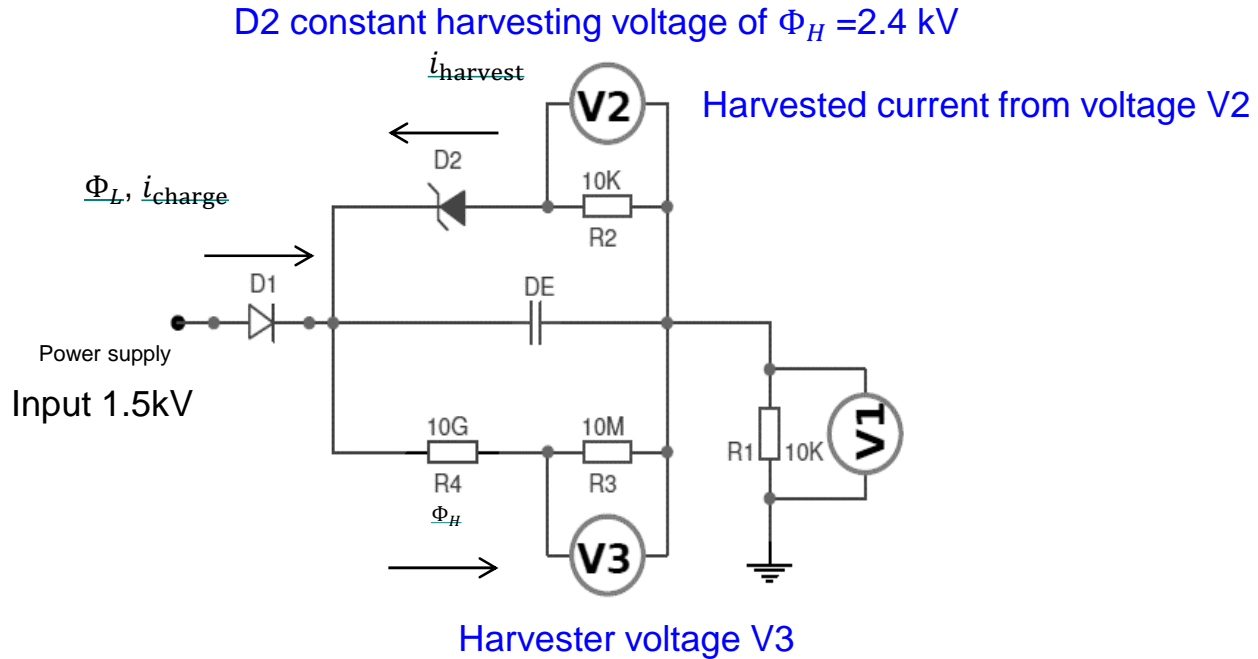 D2 constant harvesting voltage of Φ_H =2.4 kV
i_harvest
V2
Harvested current from voltage V2
D2
10K
R2
Φ_L, i_charge
D1
DE
Power supply
Input 1.5kV
10G
10M
R4
R3
Φ_H
R1
10K
V1
V3
Harvester voltage V3